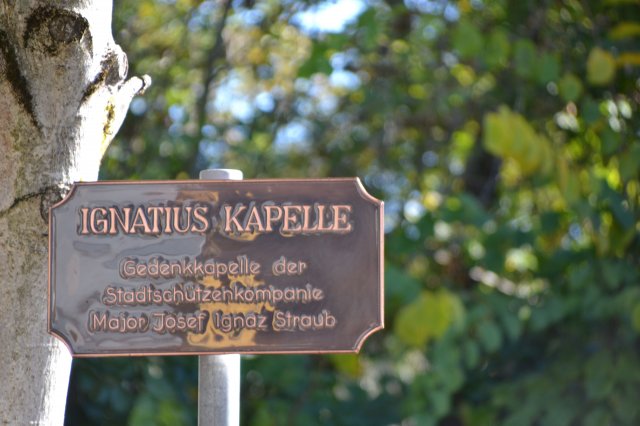 IGNATIUS KAPELLE
Gedenkkapelle der
Stadtschützenkompanie
Major Josef Ignaz Straub